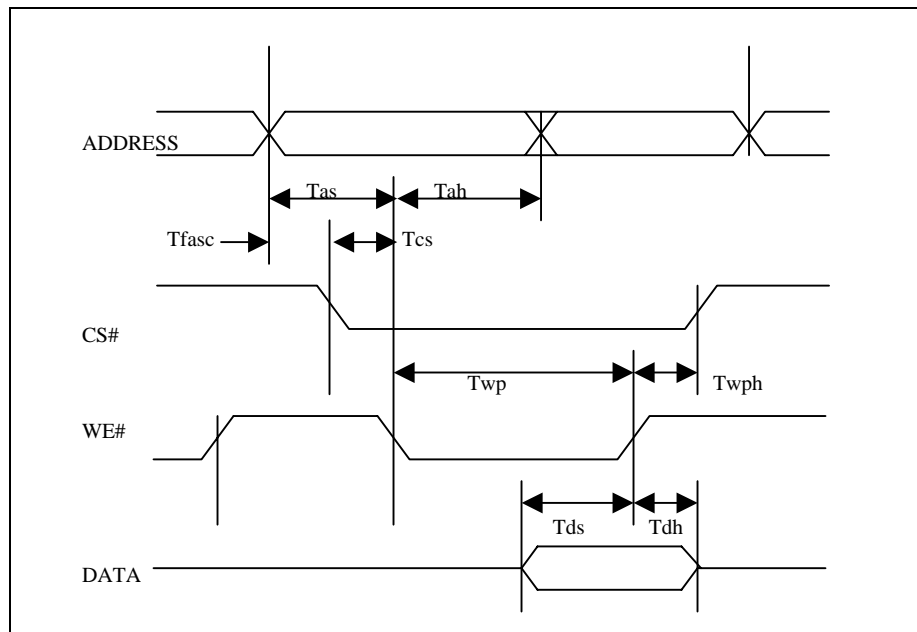 ADDRESS
Tas Tah
Tfasc Tcs
CS#
Twp Twph
WE#
Tds Tdh
DATA